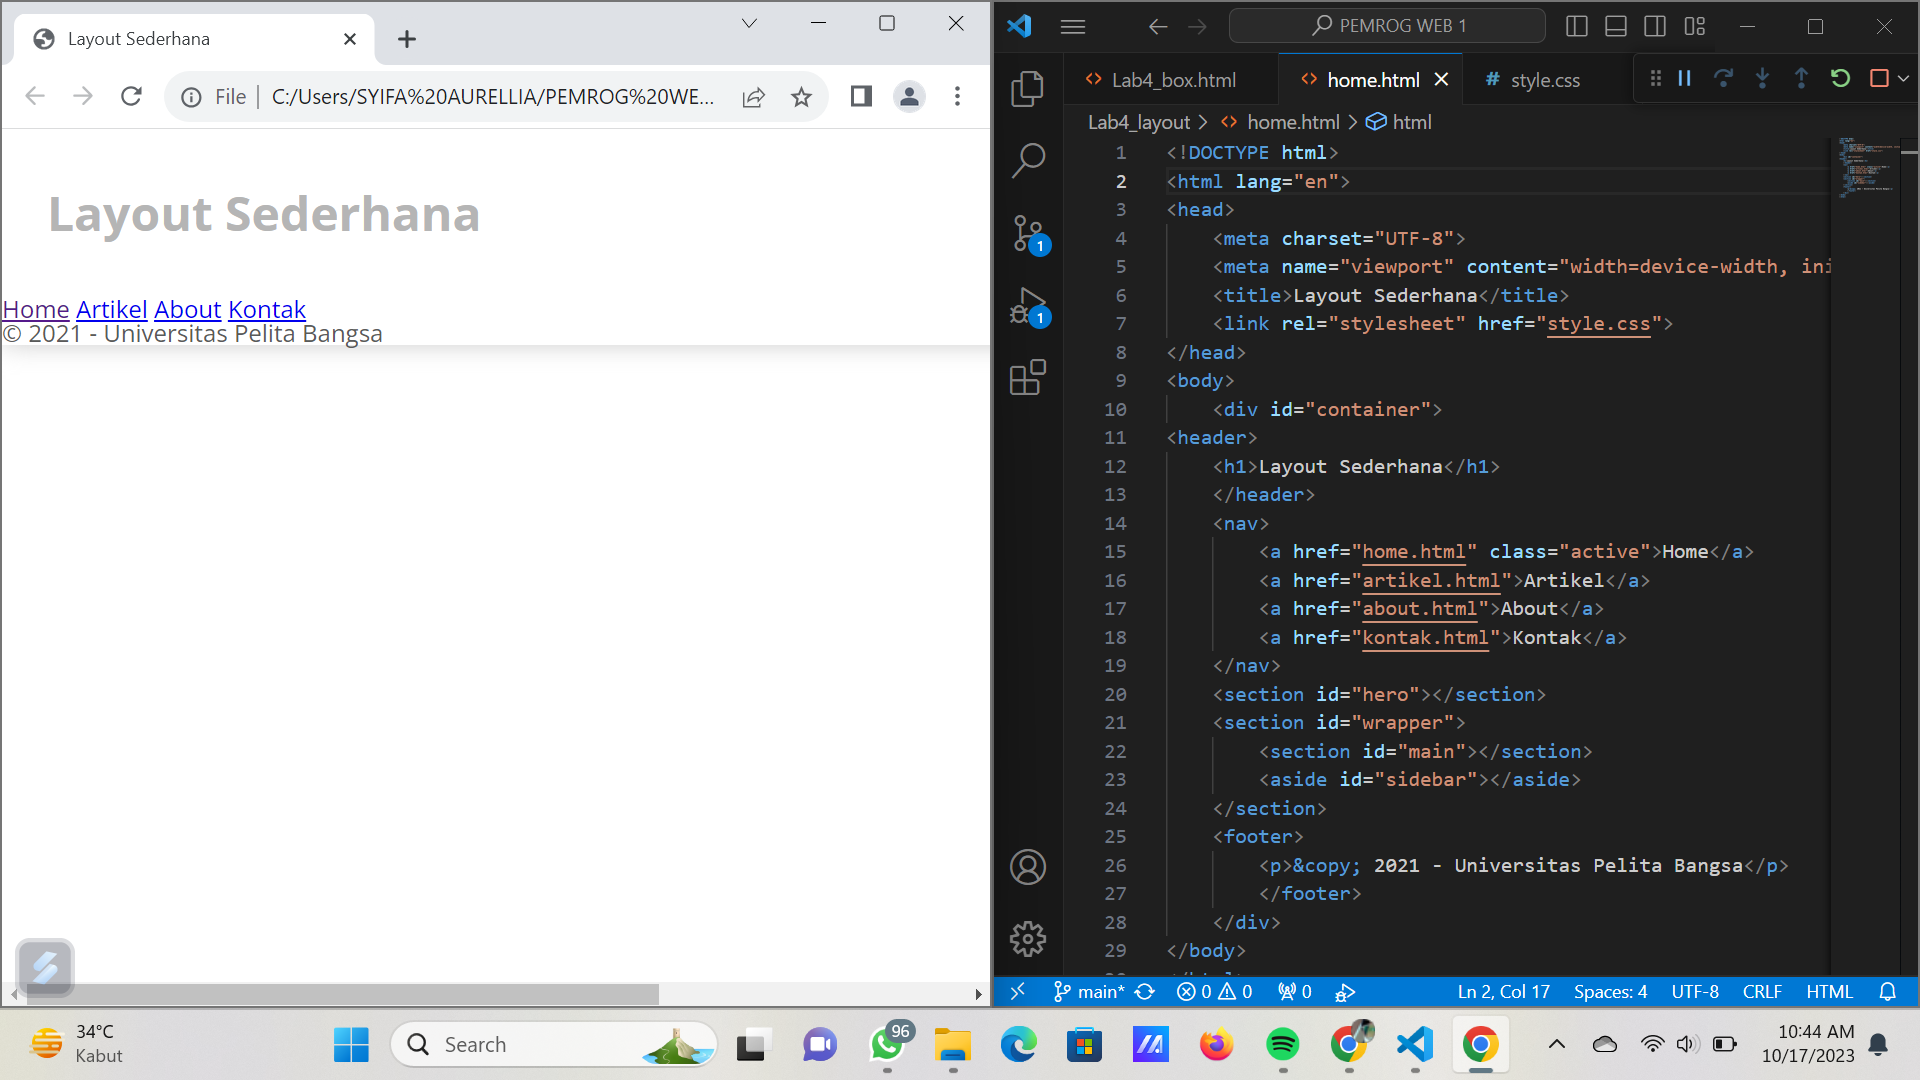 Layout Sederhana
File
C:/Users/SYIFA%20AURELLIA/PEMROG%20WE...
Layout Sederhana
Home Artikel About Kontak
© 2021 - Universitas Pelita Bangsa
PEMROG WEB 1
Lab4_box.html
home.html
# style.css
Lab4_layout > home.html > html
1 <!DOCTYPE html>
2 <html lang="en">
3 <head>
4 <meta charset="UTF-8">
5 <meta name="viewport" content="width=device-width, ini
6 <title>Layout Sederhana</title>
7 <link rel="stylesheet" href="style.css">
8 </head>
9 <body>
10 <div id="container">
11 <header>
12 <h1>Layout Sederhana</h1>
13 </header>
14 <nav>
15 <a href="home.html" class="active">Home</a>
16 <a href="artikel.html">Artikel</a>
17 <a href="about.html">About</a>
18 <a href="kontak.html">Kontak</a>
19 </nav>
20 <section id="hero"></section>
21 <section id="wrapper">
22 <section id="main"></section>
23 <aside id="sidebar"></aside>
24 </section>
25 <footer>
26 <p>&copy; 2021 - Universitas Pelita Bangsa</p>
27 </footer>
28 </div>
29 </body>
1
1
main*
0
0
0
Ln 2, Col 17
Spaces: 4
UTF-8
CRLF
HTML
34°C
Kabut
Search
96
10:44 AM
10/17/2023